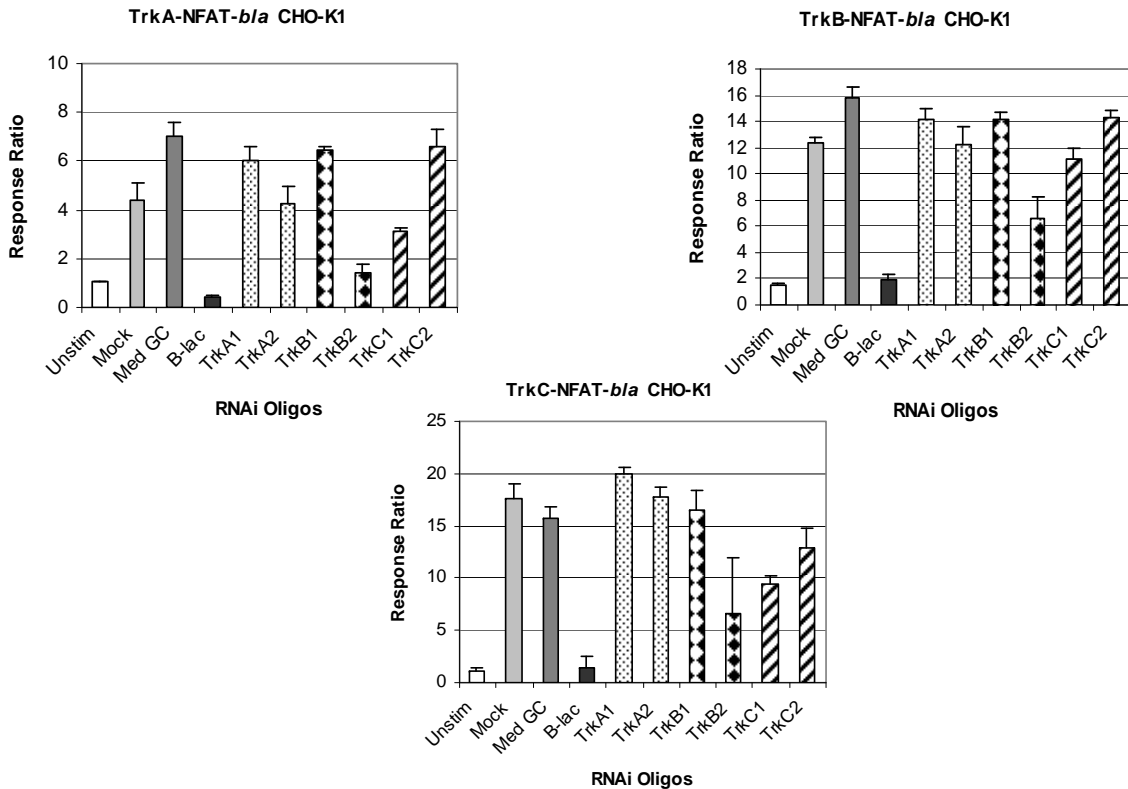 TrkA-NFAT-bla CHO-K1
Response Ratio
10
8
6
4
2
0
Unstim
Mock
Med GC
B-lac
TrkA1
TrkA2
TrkB1
TrkB2
TrkC1
TrkC2
RNAi Oligos
TrkB-NFAT-bla CHO-K1
Response Ratio
18
16
14
12
10
8
6
4
2
0
Unstim
Mock
Med GC
B-lac
TrkA1
TrkA2
TrkB1
TrkB2
TrkC1
TrkC2
RNAi Oligos
TrkC-NFAT-bla CHO-K1
Response Ratio
25
20
15
10
5
0
Unstim
Mock
Med GC
B-lac
TrkA1
TrkA2
TrkB1
TrkB2
TrkC1
TrkC2
RNAi Oligos